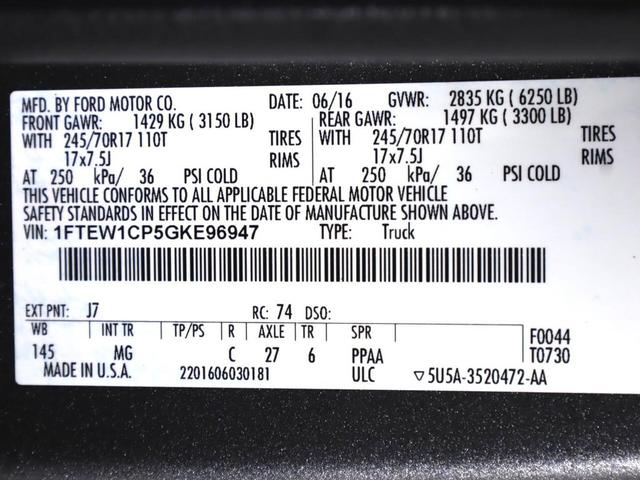 MFD. BY FORD MOTOR CO. DATE: 06/16 GVWR: 2835 KG ( 6250 LB)
FRONT GAWR: 1429 KG ( 3150 LB) REAR GAWR: 1497 KG ( 3300 LB)
WITH 245/70R17 110T TIRES WITH 245/70R17 110T TIRES
17x7.5J RIMS 17x7.5J RIMS
AT 250 kPa/ 36 PSI COLD AT 250 kPa/ 36 PSI COLD
THIS VEHICLE CONFORMS TO ALL APPLICABLE FEDERAL MOTOR VEHICLE
SAFETY STANDARDS IN EFFECT ON THE DATE OF MANUFACTURE SHOWN ABOVE.
VIN: 1FTEW1CP5GKE96947 TYPE: Truck
EXT PNT: J7 RC: 74 DSO:
WB INT TR TP/PS R AXLE TR SPR F0044
145 MG C 27 6 PPAA T0730
MADE IN U.S.A. 2201606030181 ULC ▽5U5A-3520472-AA